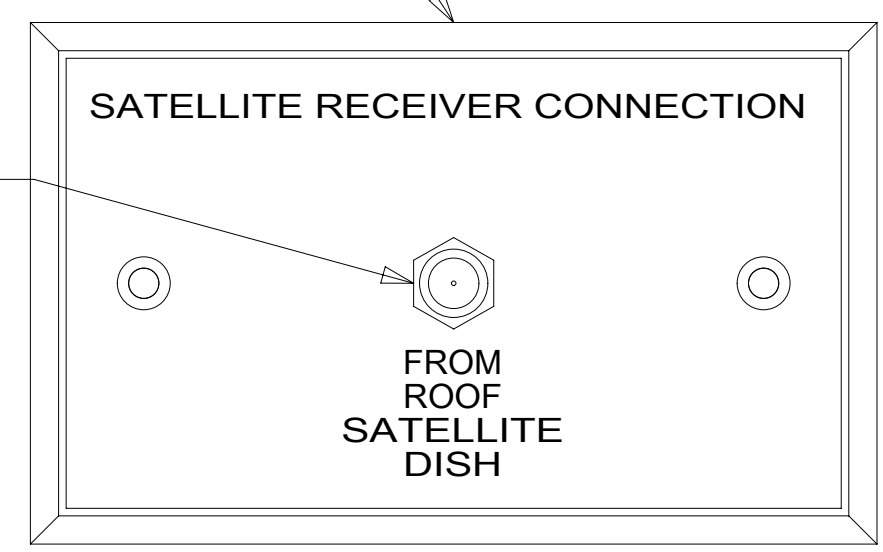 SATELLITE RECEIVER CONNECTION
FROM
ROOF
SATELLITE
DISH